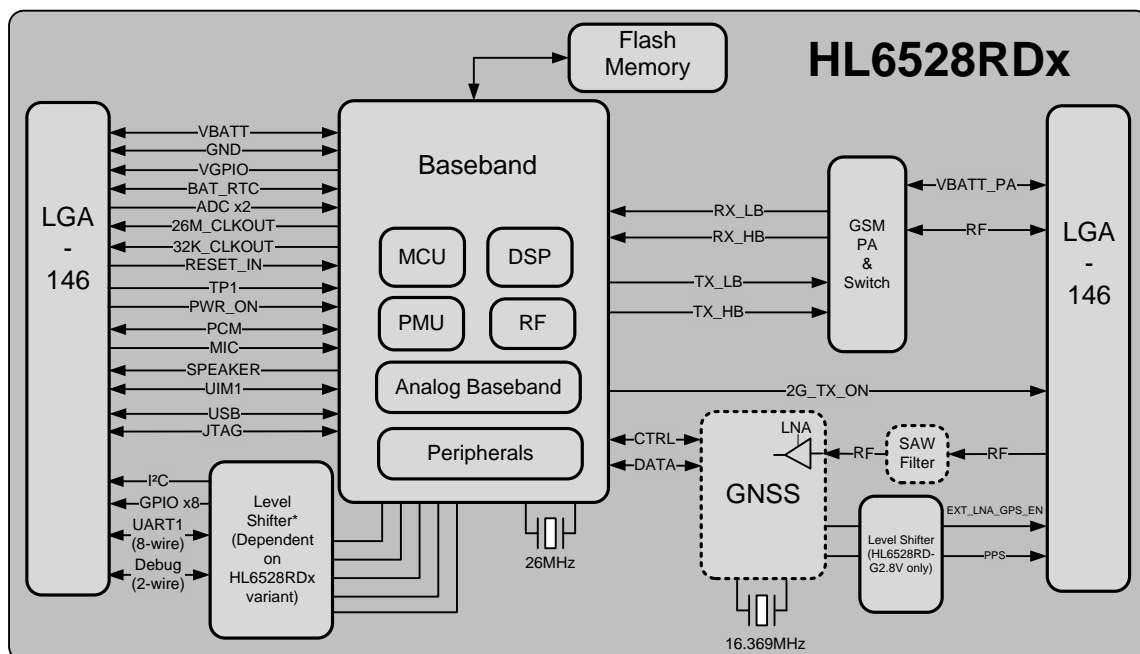 HL6528RDx
Flash
Memory
LGA
-
146
VBATT
GND
VGPIO
BAT_RTC
ADC x2
26M_CLKOUT
32K_CLKOUT
RESET_IN
TP1
PWR_ON
PCM
MIC
SPEAKER
UIM1
USB
JTAG
I²C
GPIO x8
UART1
(8-wire)
Debug
(2-wire)
Level
Shifter*
(Dependent
on
HL6528RDx
variant)
Baseband
MCU
DSP
PMU
RF
Analog Baseband
Peripherals
26MHz
RX_LB
RX_HB
TX_LB
TX_HB
GSM
PA
&
Switch
VBATT_PA
RF
2G_TX_ON
CTRL
DATA
LNA
GNSS
RF
SAW
Filter
RF
16.369MHz
Level Shifter
(HL6528RD-
G2.8V only)
EXT_LNA_GPS_EN
PPS
LGA
-
146